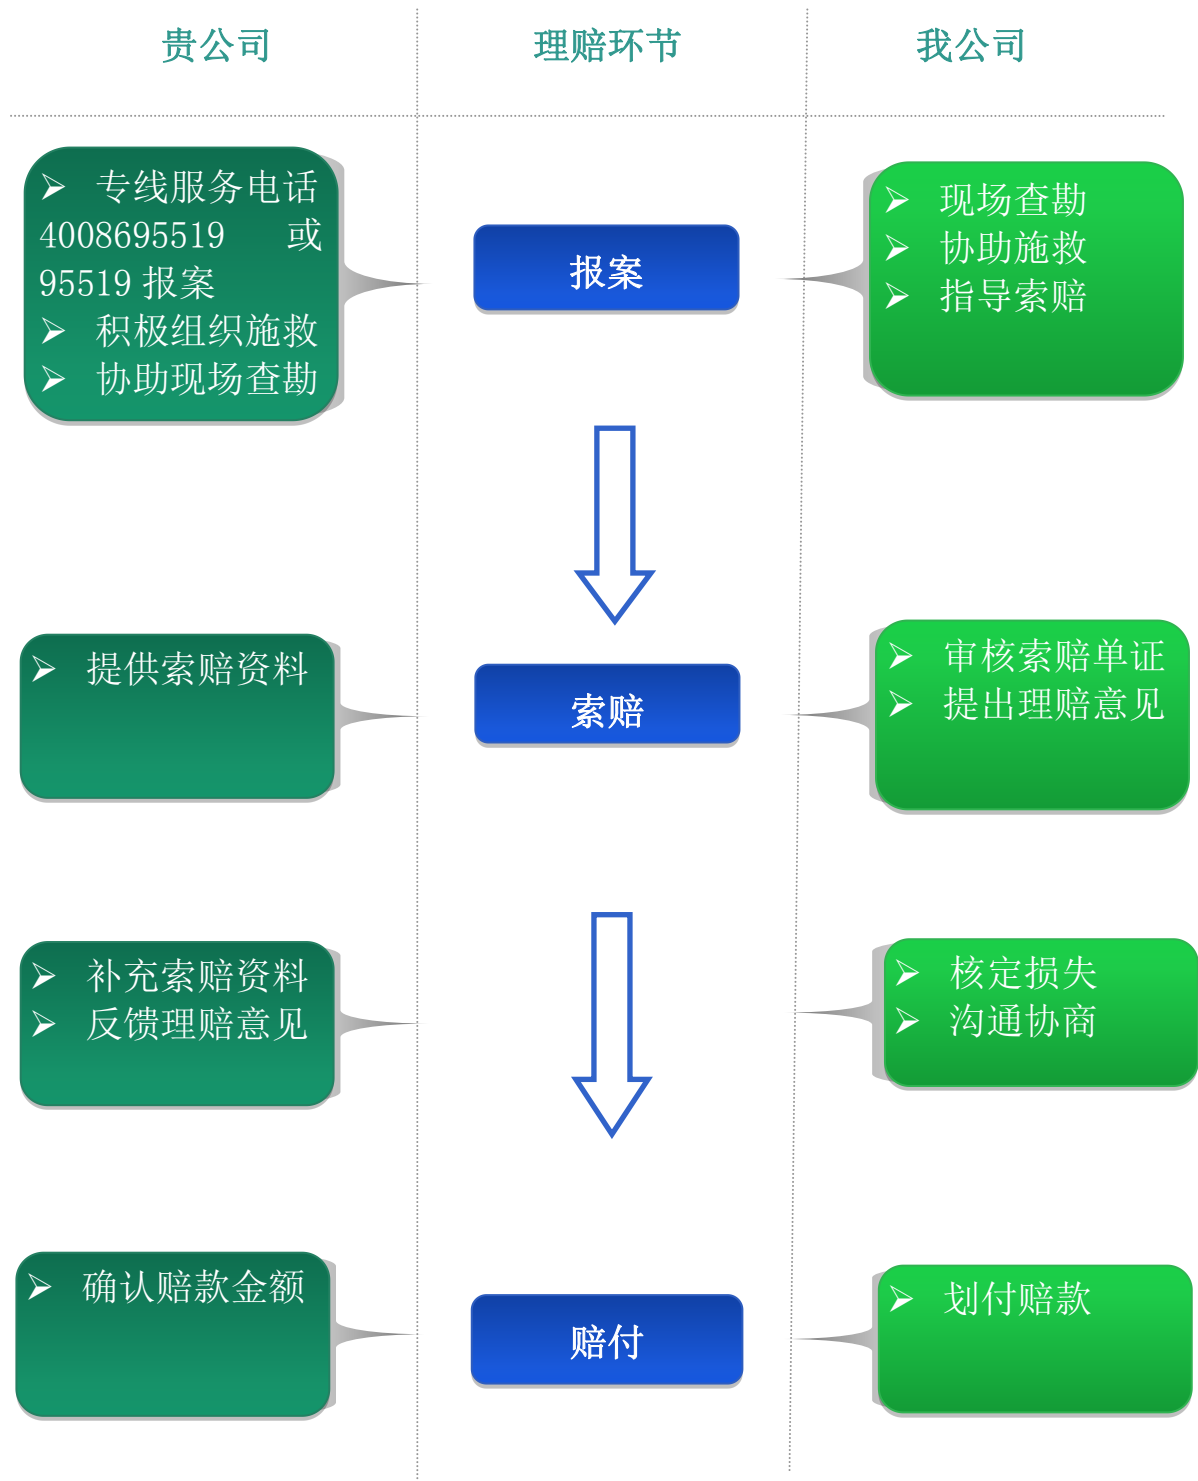 贵公司 理赔环节 我公司
➢ 专线服务电话
4008695519 或
95519 报案
➢ 积极组织施救
➢ 协助现场查勘
报案
➢ 现场查勘
➢ 协助施救
➢ 指导索赔
➢ 提供索赔资料
索赔
➢ 审核索赔单证
➢ 提出理赔意见
➢ 补充索赔资料
➢ 反馈理赔意见
➢ 核定损失
➢ 沟通协商
➢ 确认赔款金额
赔付
➢ 划付赔款